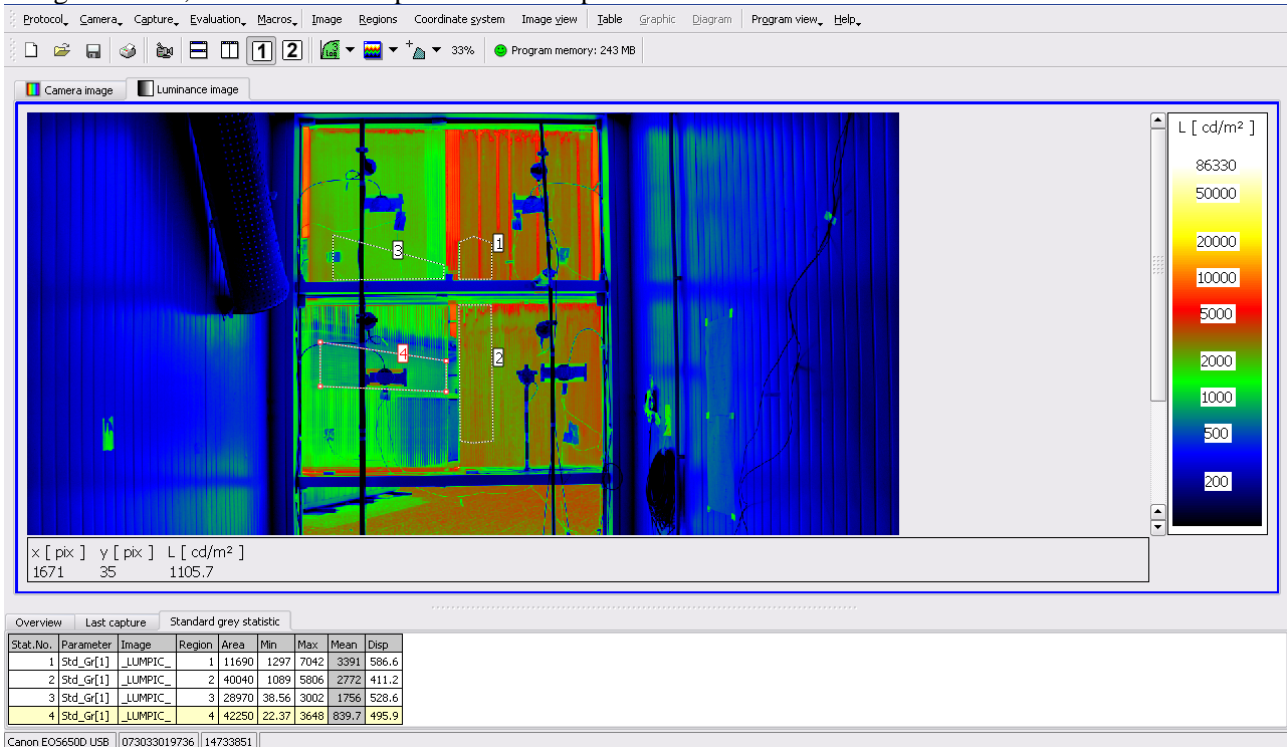 Protocol Camera Capture Evaluation Macros Image Regions Coordinate system Image view Table Graphic Diagram Program view Help
1 2 LOG 33% Program memory: 243 MB
Camera image Luminance image
L [ cd/m² ]
86330
50000
20000
10000
5000
2000
1000
500
200
1
3
2
4
x [ pix ] y [ pix ] L [ cd/m² ]
1671 35 1105.7
Overview Last capture Standard grey statistic
Stat.No. Parameter Image Region Area Min Max Mean Disp
1 Std_Gr[1] _LUMPIC_ 1 11690 1297 7042 3391 586.6
2 Std_Gr[1] _LUMPIC_ 2 40040 1089 5806 2772 411.2
3 Std_Gr[1] _LUMPIC_ 3 28970 38.56 3002 1756 528.6
4 Std_Gr[1] _LUMPIC_ 4 42250 22.37 3648 839.7 495.9
Canon EOS650D USB 073033019736 14733851